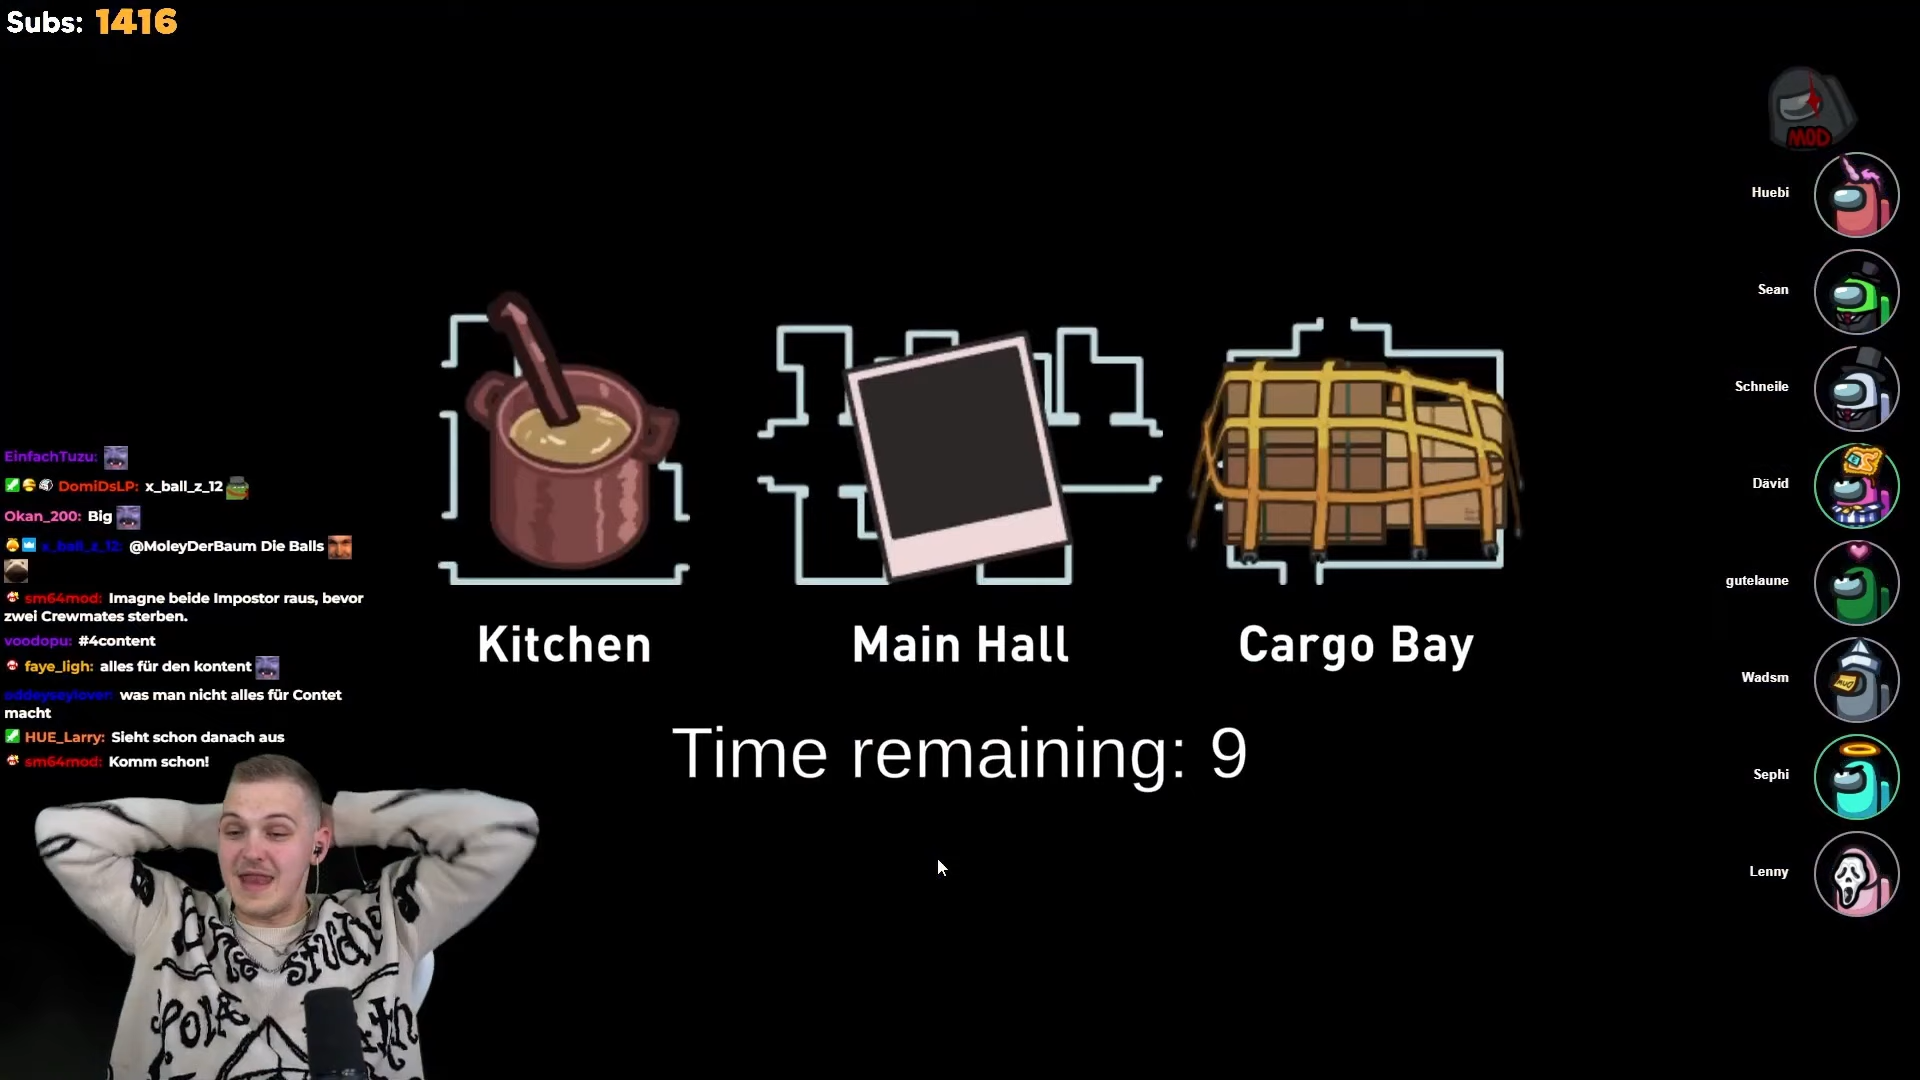 Subs: 1416
MOD
Huebi
Sean
Schneile
Dävid
gutelaune
Wadsm
Sephi
Lenny
Kitchen
Main Hall
Cargo Bay
Time remaining: 9
EinfachTuzu:
DomiDsLP: x_ball_z_12
Okan_200: Big
x_ball_z_12: @MoleyDerBaum Die Balls
sm64mod: Imagne beide Impostor raus, bevor
zwei Crewmates sterben.
voodopu: #4content
faye_ligh: alles für den kontent
was man nicht alles für Contet
macht
HUE_Larry: Sieht schon danach aus
sm64mod: Komm schon!